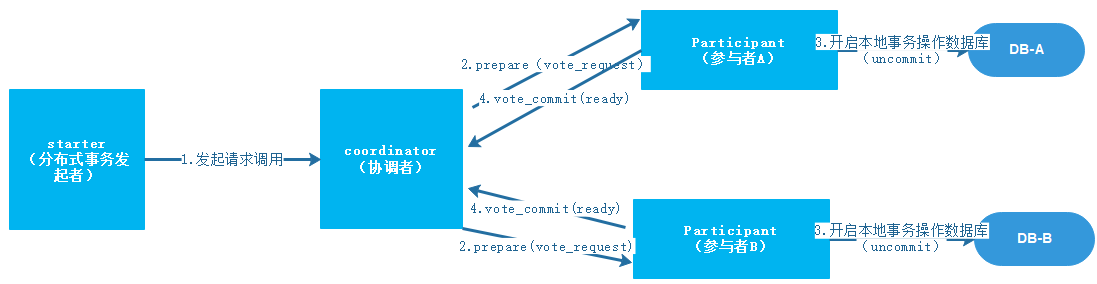 starter
（分布式事务发
起者）
1.发起请求调用
coordinator
（协调者）
2.prepare（vote_request）
4.vote_commit(ready)
Participant
（参与者A）
3.开启本地事务操作数据库
（uncommit）
DB-A
4.vote_commit(ready)
2.prepare(vote_request)
Participant
（参与者B）
3.开启本地事务操作数据库
（uncommit）
DB-B